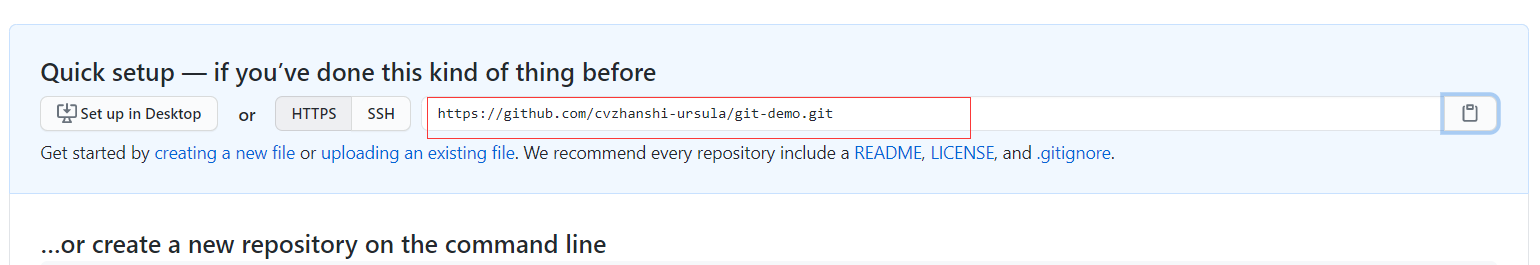 Quick setup — if you’ve done this kind of thing before
Set up in Desktop or HTTPS SSH https://github.com/cvzhanshi-ursula/git-demo.git
Get started by creating a new file or uploading an existing file. We recommend every repository include a README, LICENSE, and .gitignore.
…or create a new repository on the command line